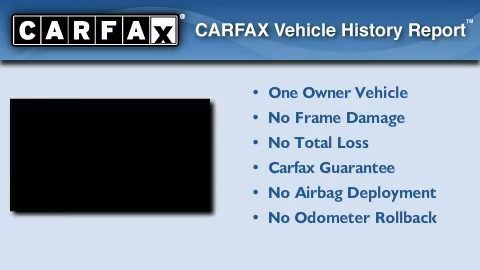 CARFAX® CARFAX Vehicle History Report™
• One Owner Vehicle
• No Frame Damage
• No Total Loss
• Carfax Guarantee
• No Airbag Deployment
• No Odometer Rollback